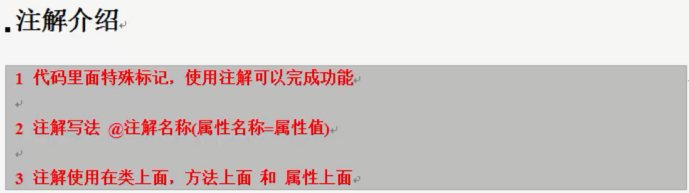 注解介绍
1 代码里面特殊标记，使用注解可以完成功能
2 注解写法 @注解名称(属性名称=属性值)
3 注解使用在类上面，方法上面 和 属性上面